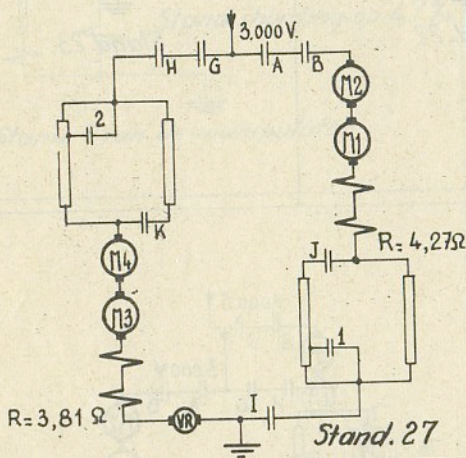 3.000 V.
H G A B
M2
2
M1
K
M4
J
R= 4,27Ω
M3
1
R=3,81 Ω
VR
I
Stand. 27